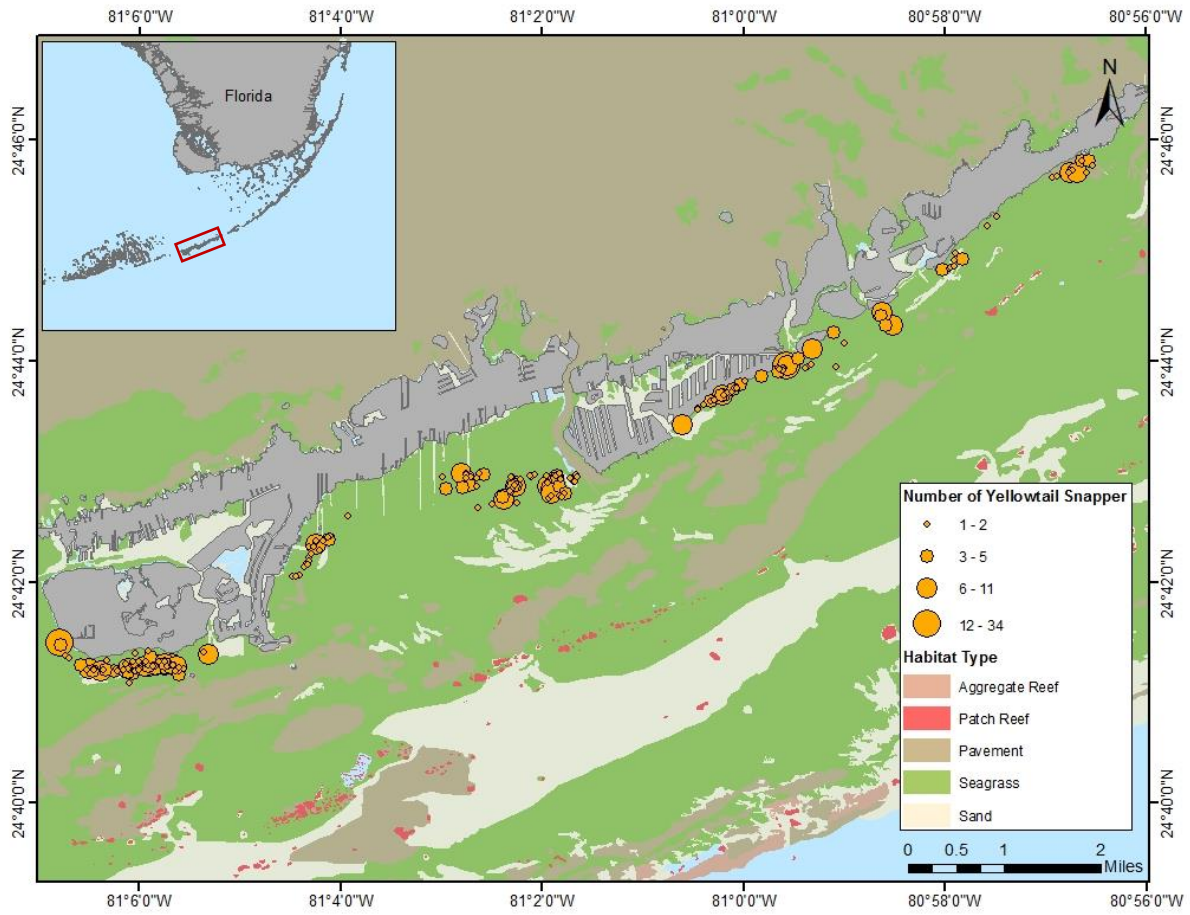 81°6'0"W 81°4'0"W 81°2'0"W 81°0'0"W 80°58'0"W 80°56'0"W
Florida
N
24°46'0"N 24°46'0"N
24°44'0"N 24°44'0"N
Number of Yellowtail Snapper
1 - 2
3 - 5
6 - 11
12 - 34
24°42'0"N 24°42'0"N
Habitat Type
Aggregate Reef
Patch Reef
Pavement
Seagrass
Sand
24°40'0"N 24°40'0"N
0 0.5 1 2
Miles
81°6'0"W 81°4'0"W 81°2'0"W 81°0'0"W 80°58'0"W 80°56'0"W